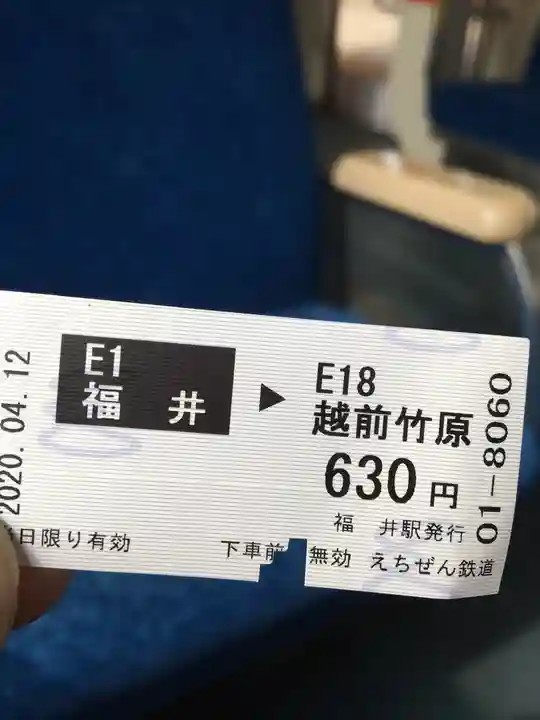 2020.04.12
E1
福 井
▶
E18
越前竹原
630円
福 井駅発行
日限り有効
下車前 無効 えちぜん鉄道
01-8060